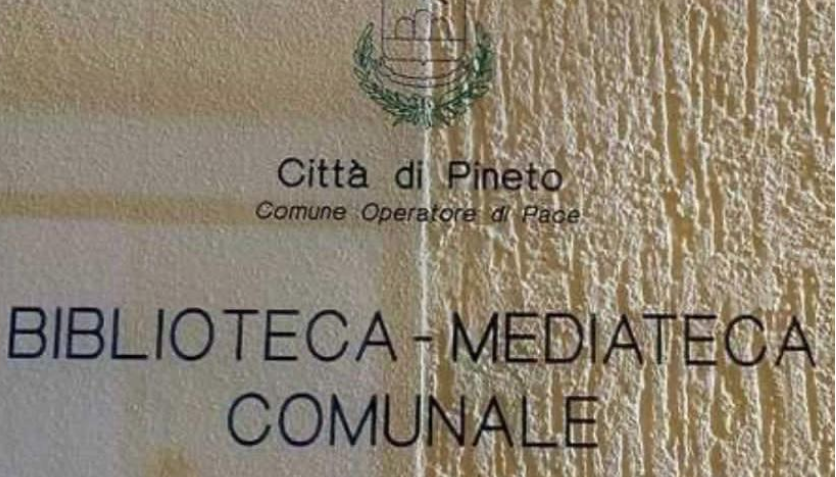 Città di Pineto
Comune Operatore di Pace
BIBLIOTECA - MEDIATECA
COMUNALE